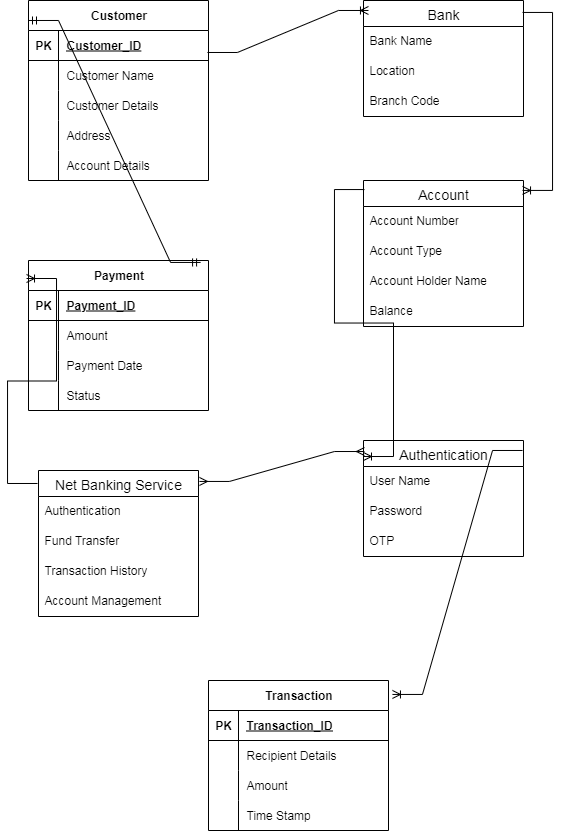 Customer
PK Customer_ID
Customer Name
Customer Details
Address
Account Details
Bank
Bank Name
Location
Branch Code
Account
Account Number
Account Type
Account Holder Name
Balance
Payment
PK Payment_ID
Amount
Payment Date
Status
Authentication
User Name
Password
OTP
Net Banking Service
Authentication
Fund Transfer
Transaction History
Account Management
Transaction
PK Transaction_ID
Recipient Details
Amount
Time Stamp